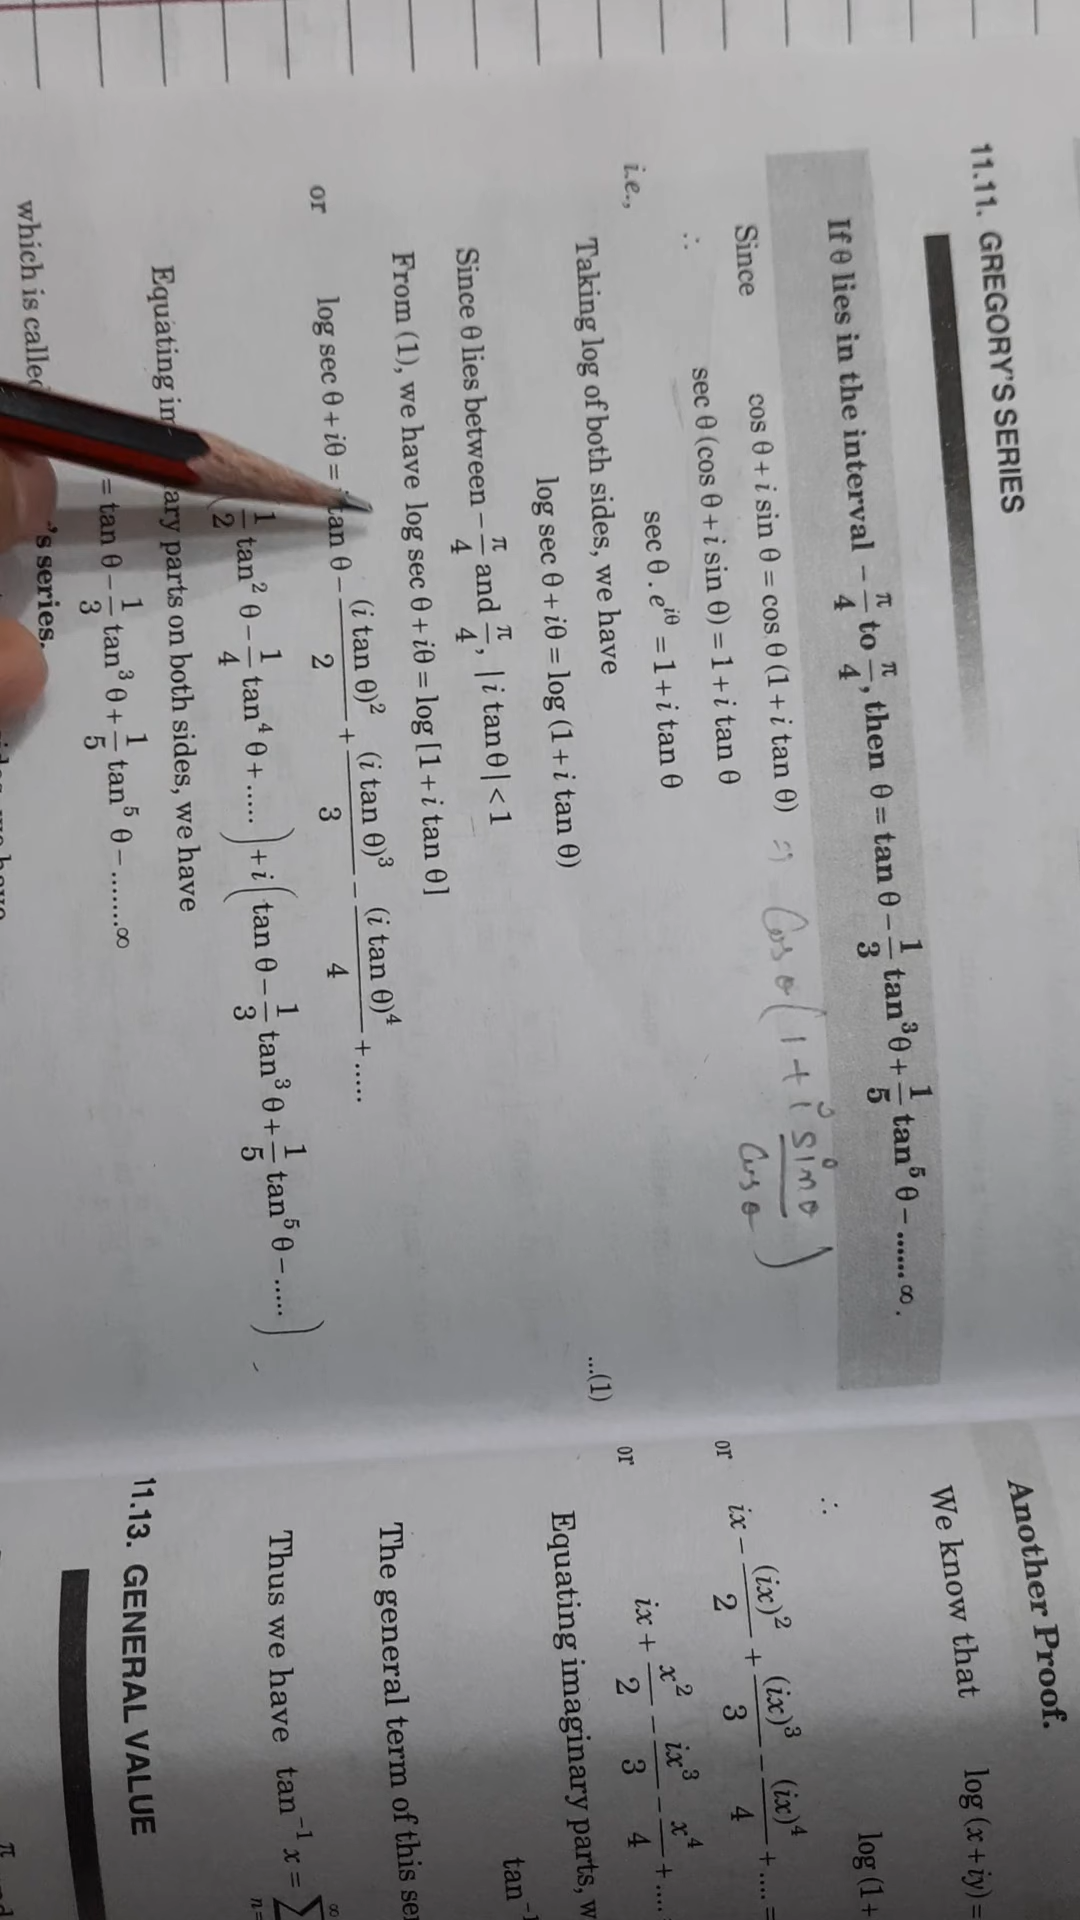 11.11. GREGORY'S SERIES
If θ lies in the interval − π/4 to π/4, then θ = tan θ − 1/3 tan³ θ + 1/5 tan⁵ θ − ...... ∞.
Since cos θ + i sin θ = cos θ (1 + i tan θ) = cos θ (1 + i sin θ / cos θ)
∴ sec θ (cos θ + i sin θ) = 1 + i tan θ
i.e., sec θ . e^{iθ} = 1 + i tan θ
Taking log of both sides, we have
log sec θ + iθ = log (1 + i tan θ) ...(1)
Since θ lies between − π/4 and π/4, | i tan θ | < 1
From (1), we have log sec θ + iθ = log [1 + i tan θ]
or log sec θ + iθ = tan θ − (i tan θ)²/2 + (i tan θ)³/3 − (i tan θ)⁴/4 + .....
( 1/2 tan² θ − 1/4 tan⁴ θ + ..... ) + i ( tan θ − 1/3 tan³ θ + 1/5 tan⁵ θ − ..... )
Equating ary parts on both sides, we have
= tan θ − 1/3 tan³ θ + 1/5 tan⁵ θ − ....... ∞
which is called 's series.
Another Proof.
We know that log (x + iy) =
∴ log (1 +
or ix − (ix)²/2 + (ix)³/3 − (ix)⁴/4 + .... =
or ix + x²/2 − ix³/3 − x⁴/4 + ....
Equating imaginary parts, w
tan⁻¹
The general term of this se
Thus we have tan⁻¹ x = ∑
11.13. GENERAL VALUE